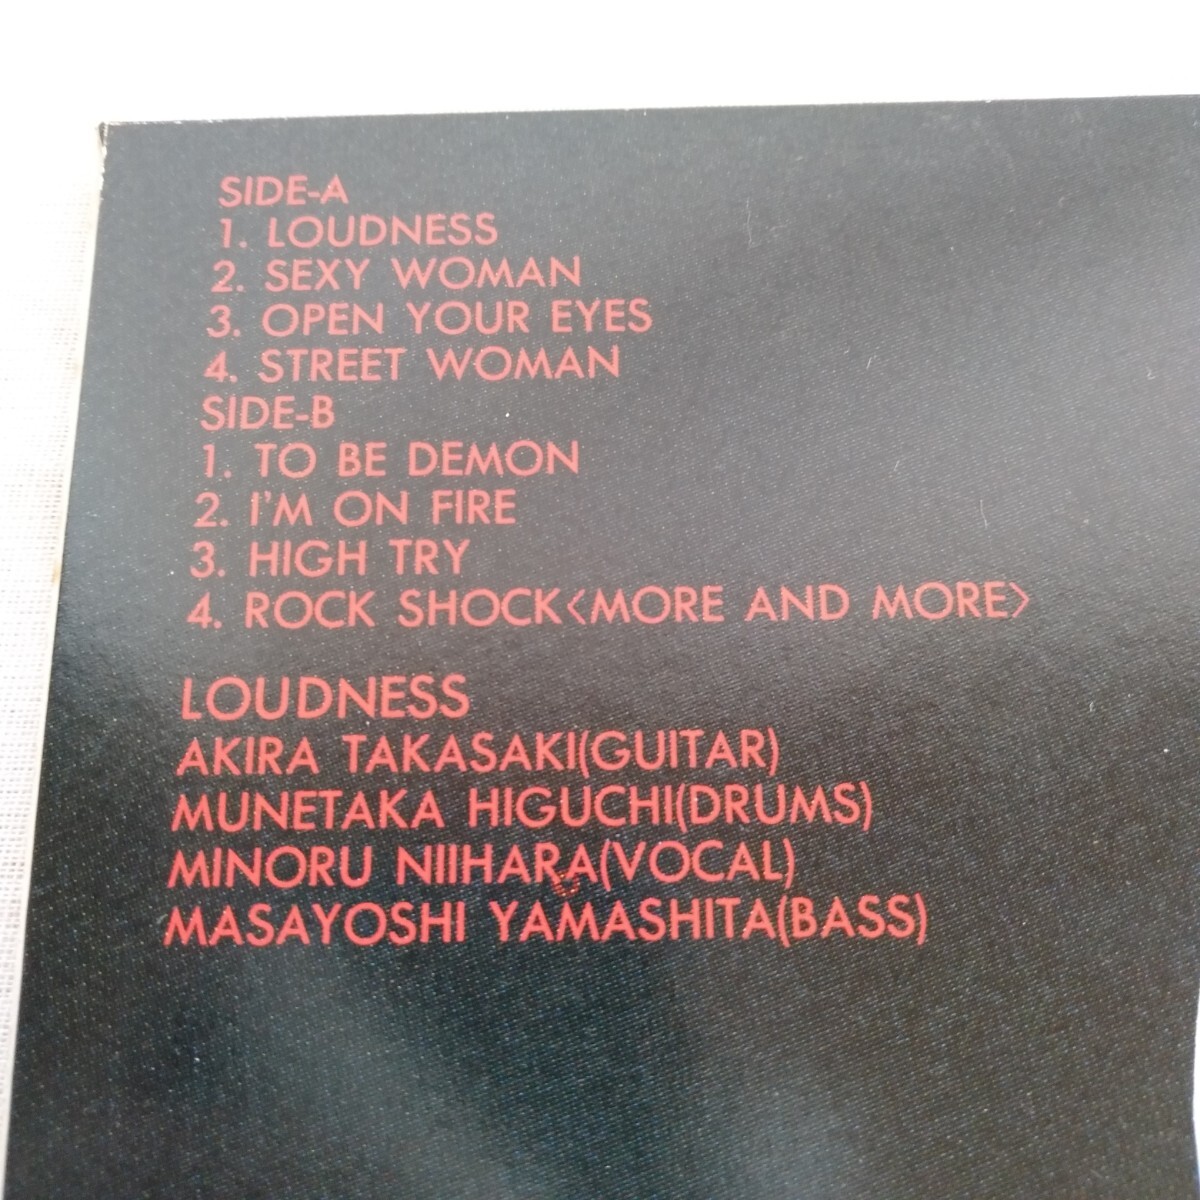 SIDE-A
1. LOUDNESS
2. SEXY WOMAN
3. OPEN YOUR EYES
4. STREET WOMAN
SIDE-B
1. TO BE DEMON
2. I'M ON FIRE
3. HIGH TRY
4. ROCK SHOCK<MORE AND MORE>
LOUDNESS
AKIRA TAKASAKI(GUITAR)
MUNETAKA HIGUCHI(DRUMS)
MINORU NIIHARA(VOCAL)
MASAYOSHI YAMASHITA(BASS)